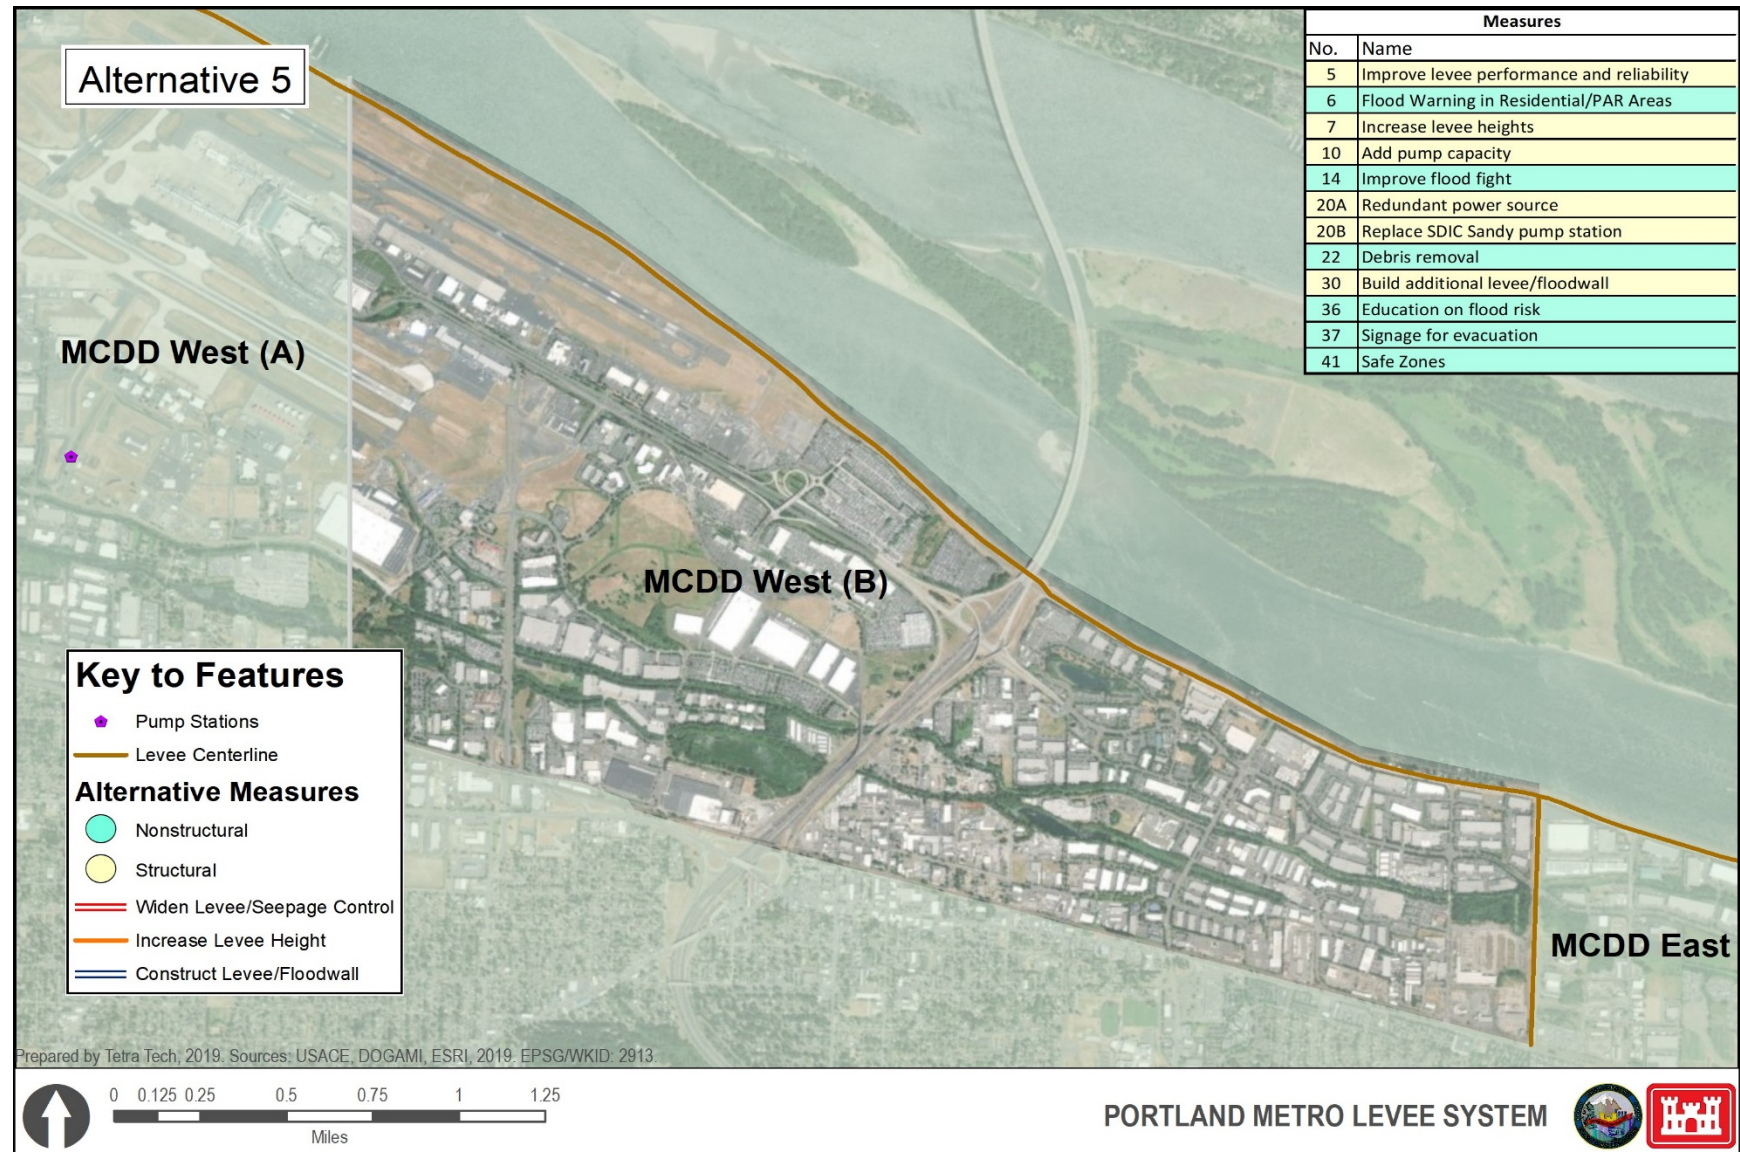 Alternative 5
Measures
No. Name
5 Improve levee performance and reliability
6 Flood Warning in Residential/PAR Areas
7 Increase levee heights
10 Add pump capacity
14 Improve flood fight
20A Redundant power source
20B Replace SDIC Sandy pump station
22 Debris removal
30 Build additional levee/floodwall
36 Education on flood risk
37 Signage for evacuation
41 Safe Zones
MCDD West (A)
MCDD West (B)
MCDD East
Key to Features
Pump Stations
Levee Centerline
Alternative Measures
Nonstructural
Structural
Widen Levee/Seepage Control
Increase Levee Height
Construct Levee/Floodwall
Prepared by Tetra Tech, 2019. Sources: USACE, DOGAMI, ESRI, 2019. EPSG/WKID: 2913.
0 0.125 0.25 0.5 0.75 1 1.25
Miles
PORTLAND METRO LEVEE SYSTEM